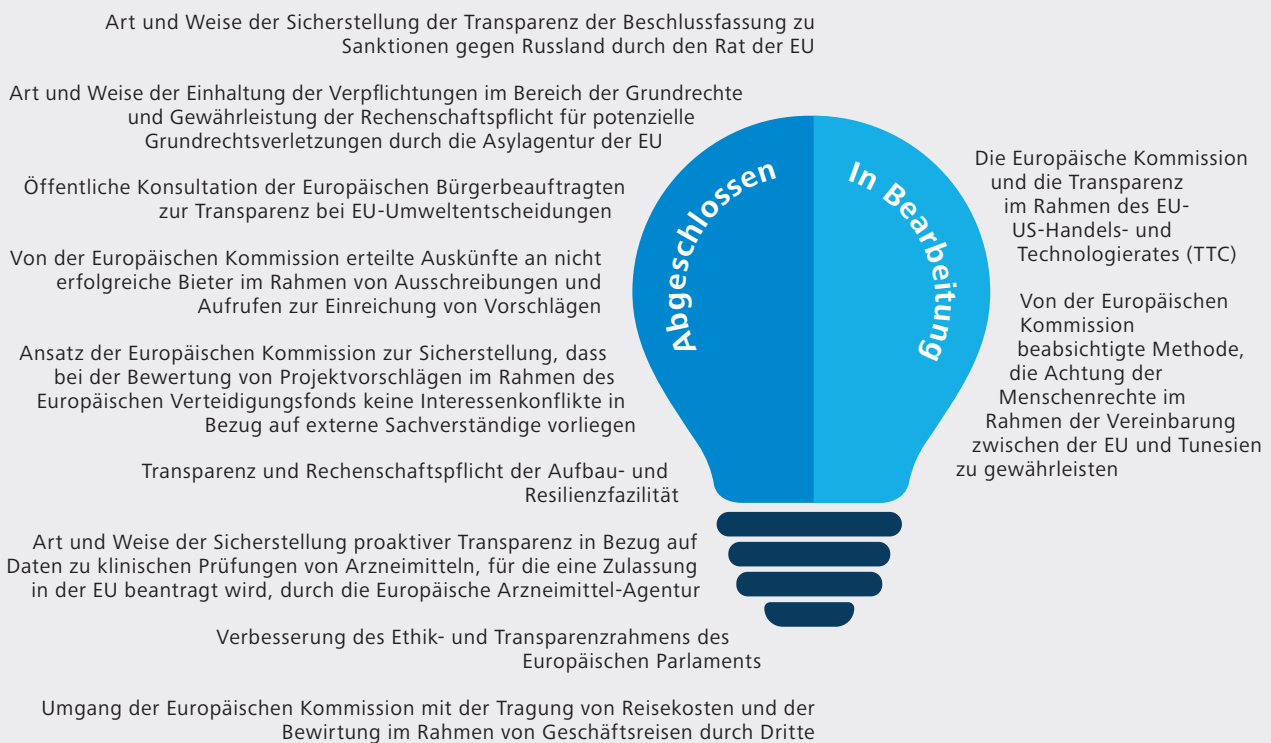 Art und Weise der Sicherstellung der Transparenz der Beschlussfassung zu
Sanktionen gegen Russland durch den Rat der EU
Art und Weise der Einhaltung der Verpflichtungen im Bereich der Grundrechte
und Gewährleistung der Rechenschaftspflicht für potenzielle
Grundrechtsverletzungen durch die Asylagentur der EU
Öffentliche Konsultation der Europäischen Bürgerbeauftragten
zur Transparenz bei EU-Umweltentscheidungen
Von der Europäischen Kommission erteilte Auskünfte an nicht
erfolgreiche Bieter im Rahmen von Ausschreibungen und
Aufrufen zur Einreichung von Vorschlägen
Ansatz der Europäischen Kommission zur Sicherstellung, dass
bei der Bewertung von Projektvorschlägen im Rahmen des
Europäischen Verteidigungsfonds keine Interessenkonflikte in
Bezug auf externe Sachverständige vorliegen
Transparenz und Rechenschaftspflicht der Aufbau- und
Resilienzfazilität
Art und Weise der Sicherstellung proaktiver Transparenz in Bezug auf
Daten zu klinischen Prüfungen von Arzneimitteln, für die eine Zulassung
in der EU beantragt wird, durch die Europäische Arzneimittel-Agentur
Verbesserung des Ethik- und Transparenzrahmens des
Europäischen Parlaments
Umgang der Europäischen Kommission mit der Tragung von Reisekosten und der
Bewirtung im Rahmen von Geschäftsreisen durch Dritte
Abgeschlossen
In Bearbeitung
Die Europäische Kommission
und die Transparenz
im Rahmen des EU-
US-Handels- und
Technologierates (TTC)
Von der Europäischen
Kommission
beabsichtigte Methode,
die Achtung der
Menschenrechte im
Rahmen der Vereinbarung
zwischen der EU und Tunesien
zu gewährleisten